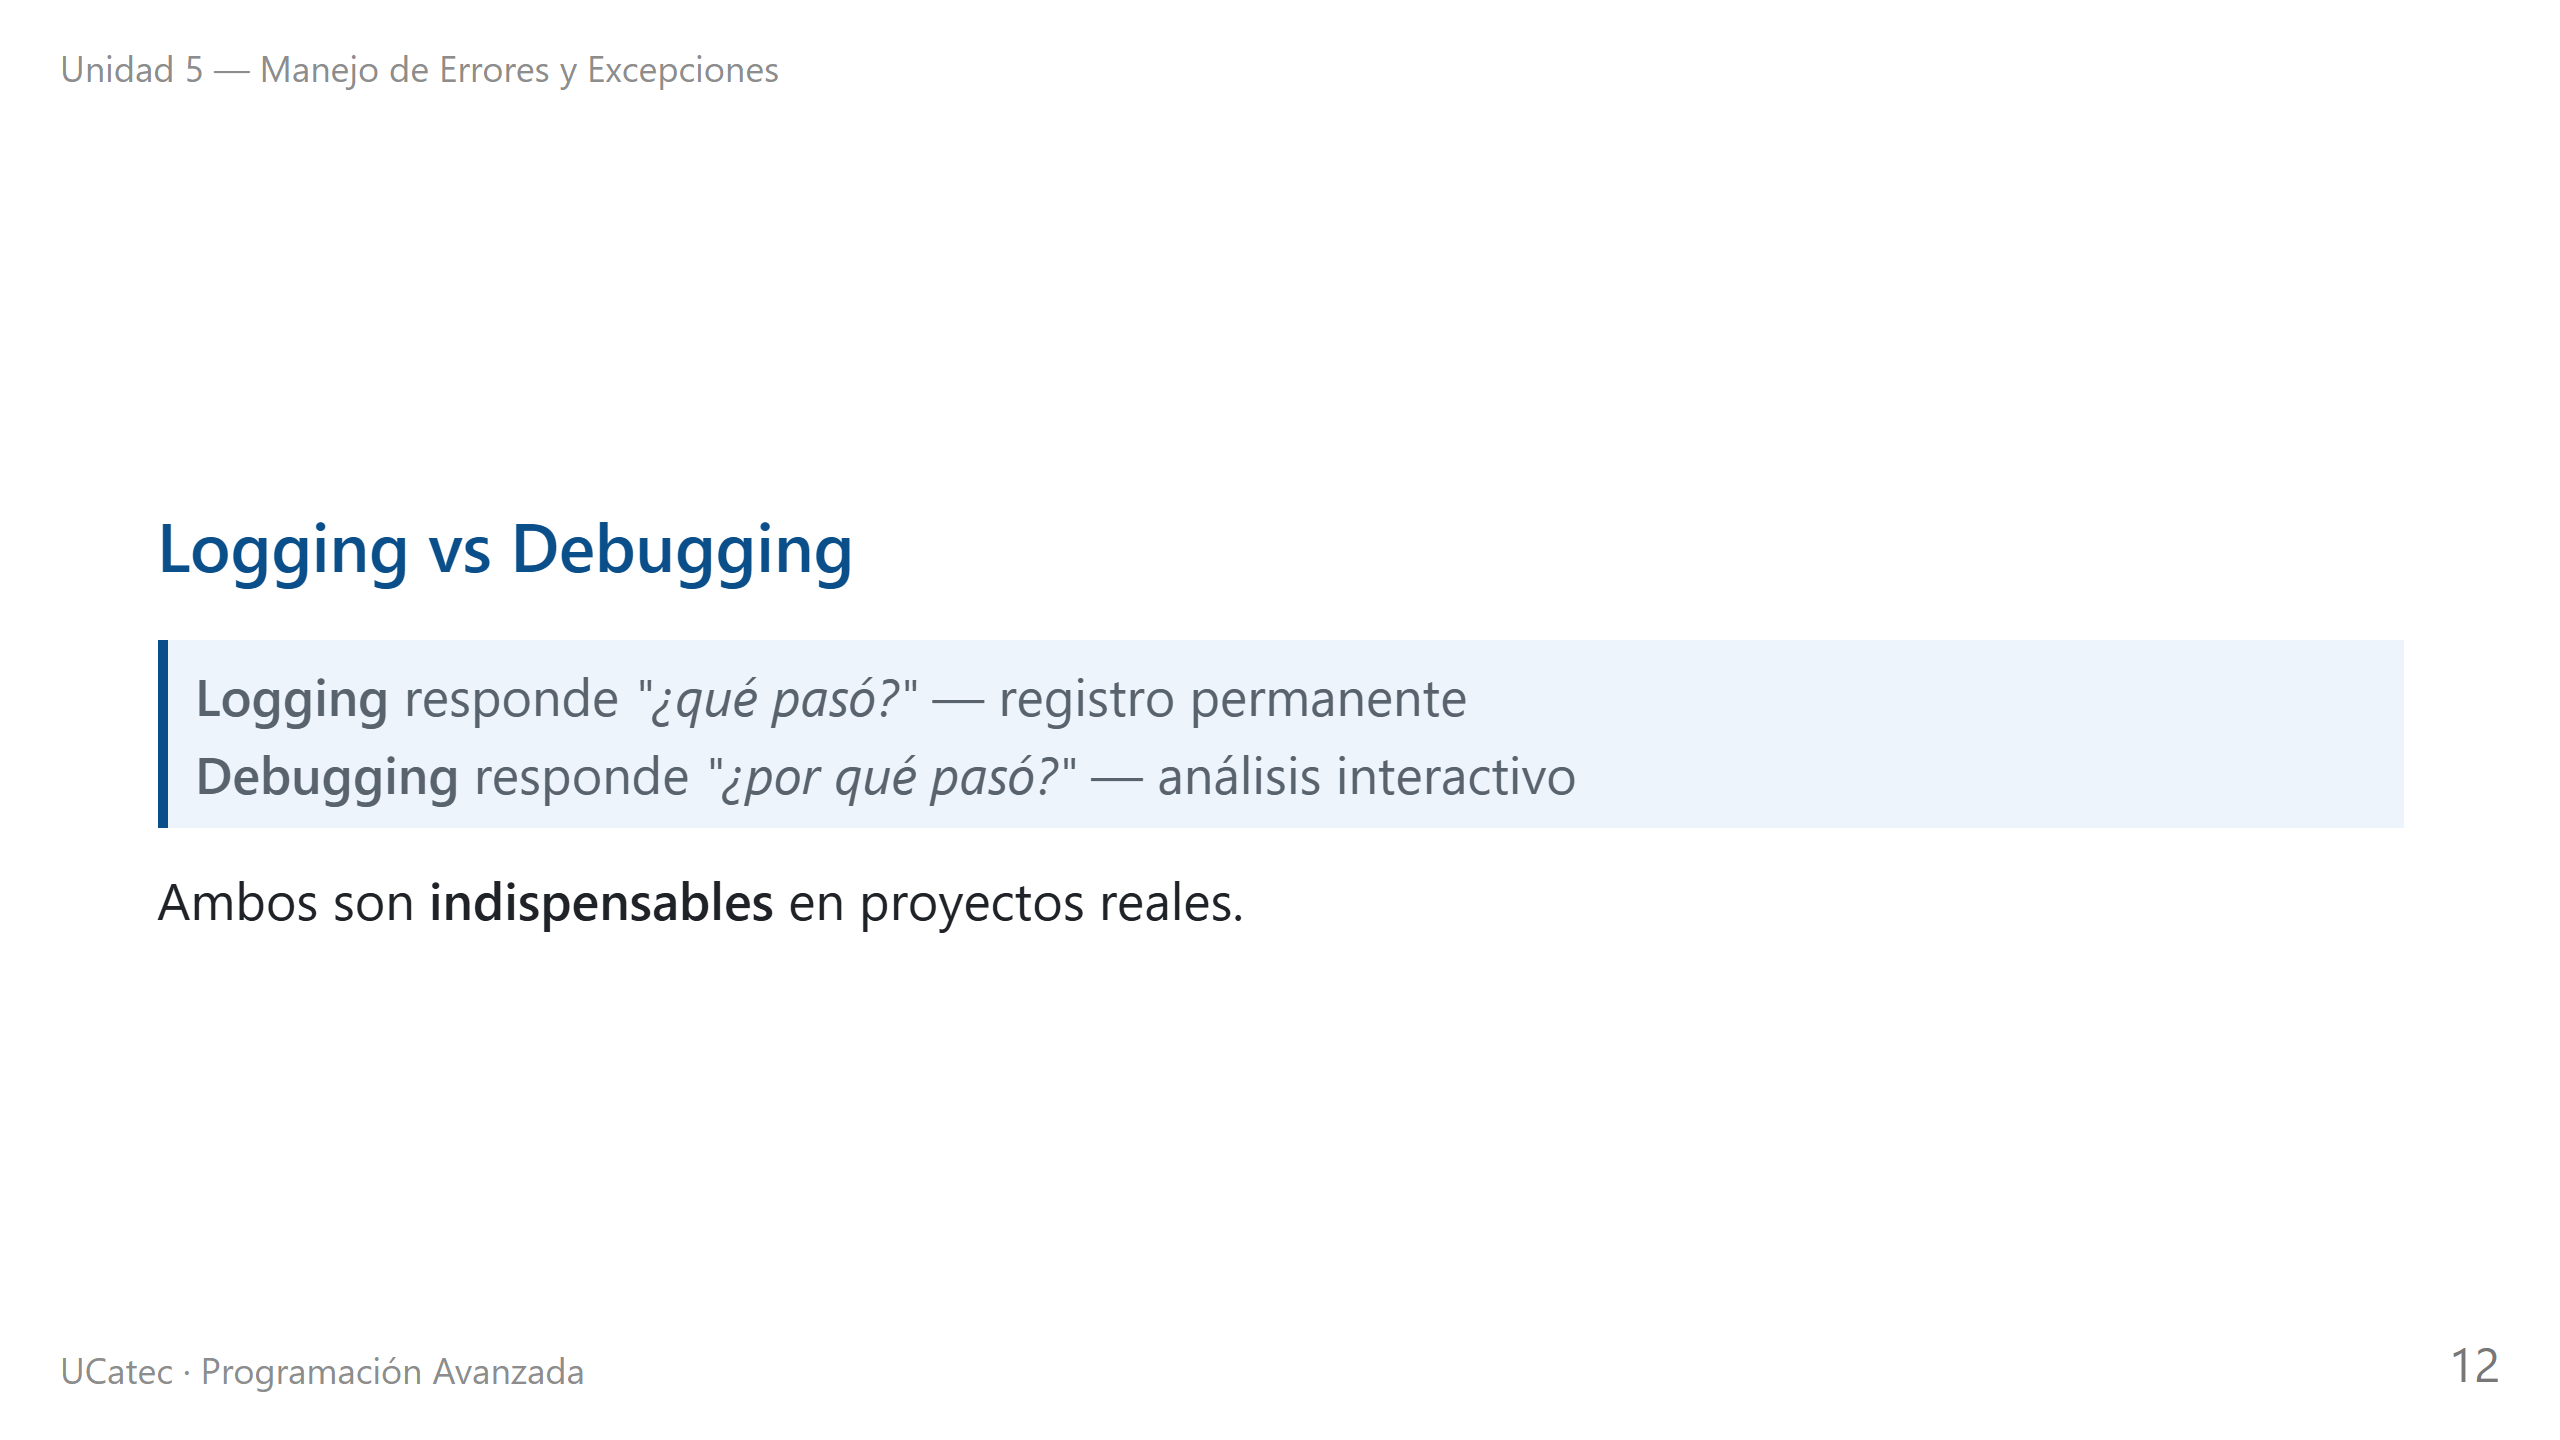 Unidad 5 — Manejo de Errores y Excepciones
Logging vs Debugging
Logging responde "¿qué pasó?" — registro permanente
Debugging responde "¿por qué pasó?" — análisis interactivo
Ambos son indispensables en proyectos reales.
UCatec · Programación Avanzada
12